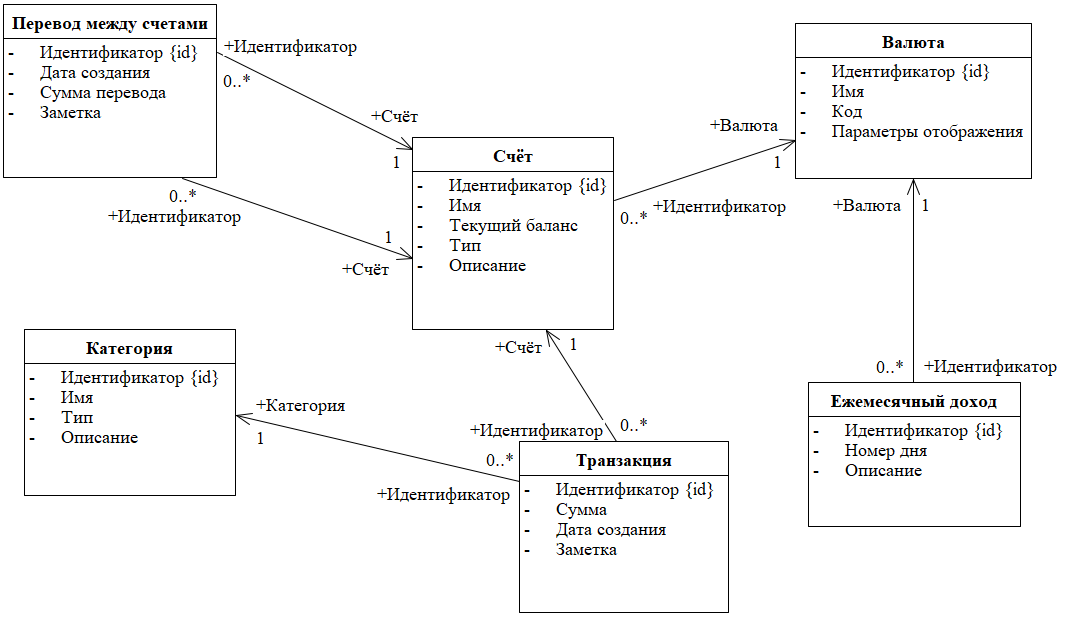 Перевод между счетами
- Идентификатор {id}
- Дата создания
- Сумма перевода
- Заметка
+Идентификатор
0..*
+Счёт
1
0..*
+Идентификатор
1
+Счёт
Счёт
- Идентификатор {id}
- Имя
- Текущий баланс
- Тип
- Описание
+Валюта
1
0..*
+Идентификатор
Валюта
- Идентификатор {id}
- Имя
- Код
- Параметры отображения
+Валюта
1
0..*
+Идентификатор
Ежемесячный доход
- Идентификатор {id}
- Номер дня
- Описание
Категория
- Идентификатор {id}
- Имя
- Тип
- Описание
+Категория
1
0..*
+Идентификатор
+Счёт
1
+Идентификатор
0..*
Транзакция
- Идентификатор {id}
- Сумма
- Дата создания
- Заметка